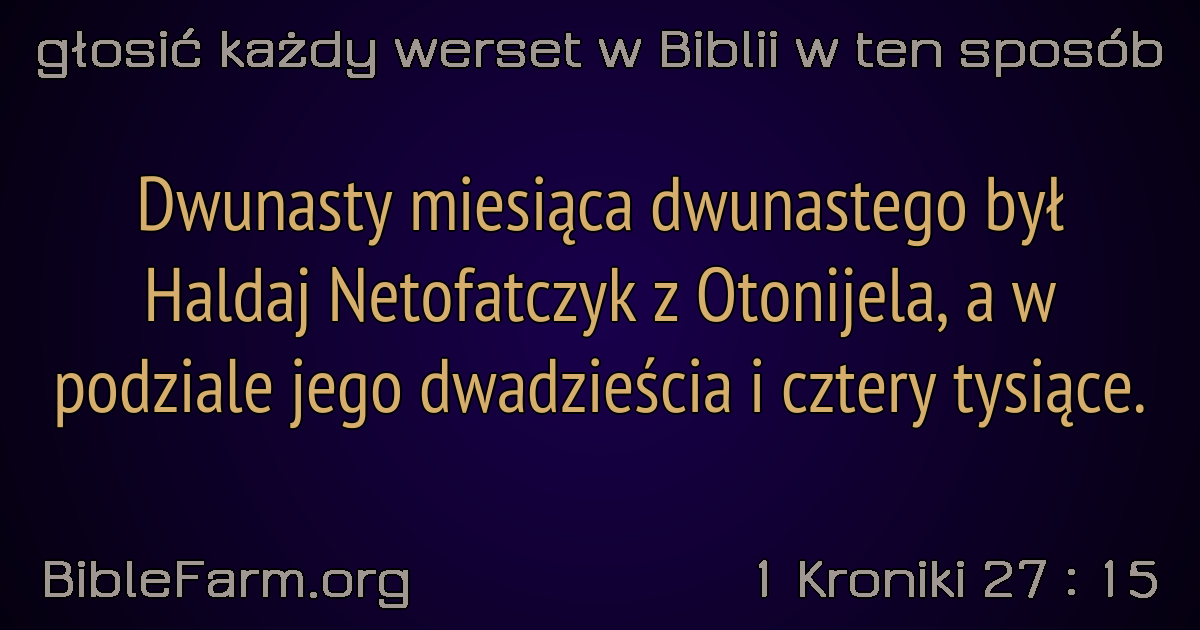 głosić każdy werset w Biblii w ten sposób
Dwunasty miesiąca dwunastego był
Haldaj Netofatczyk z Otonijela, a w
podziale jego dwadzieścia i cztery tysiące.
BibleFarm.org
1 Kroniki 27 : 15